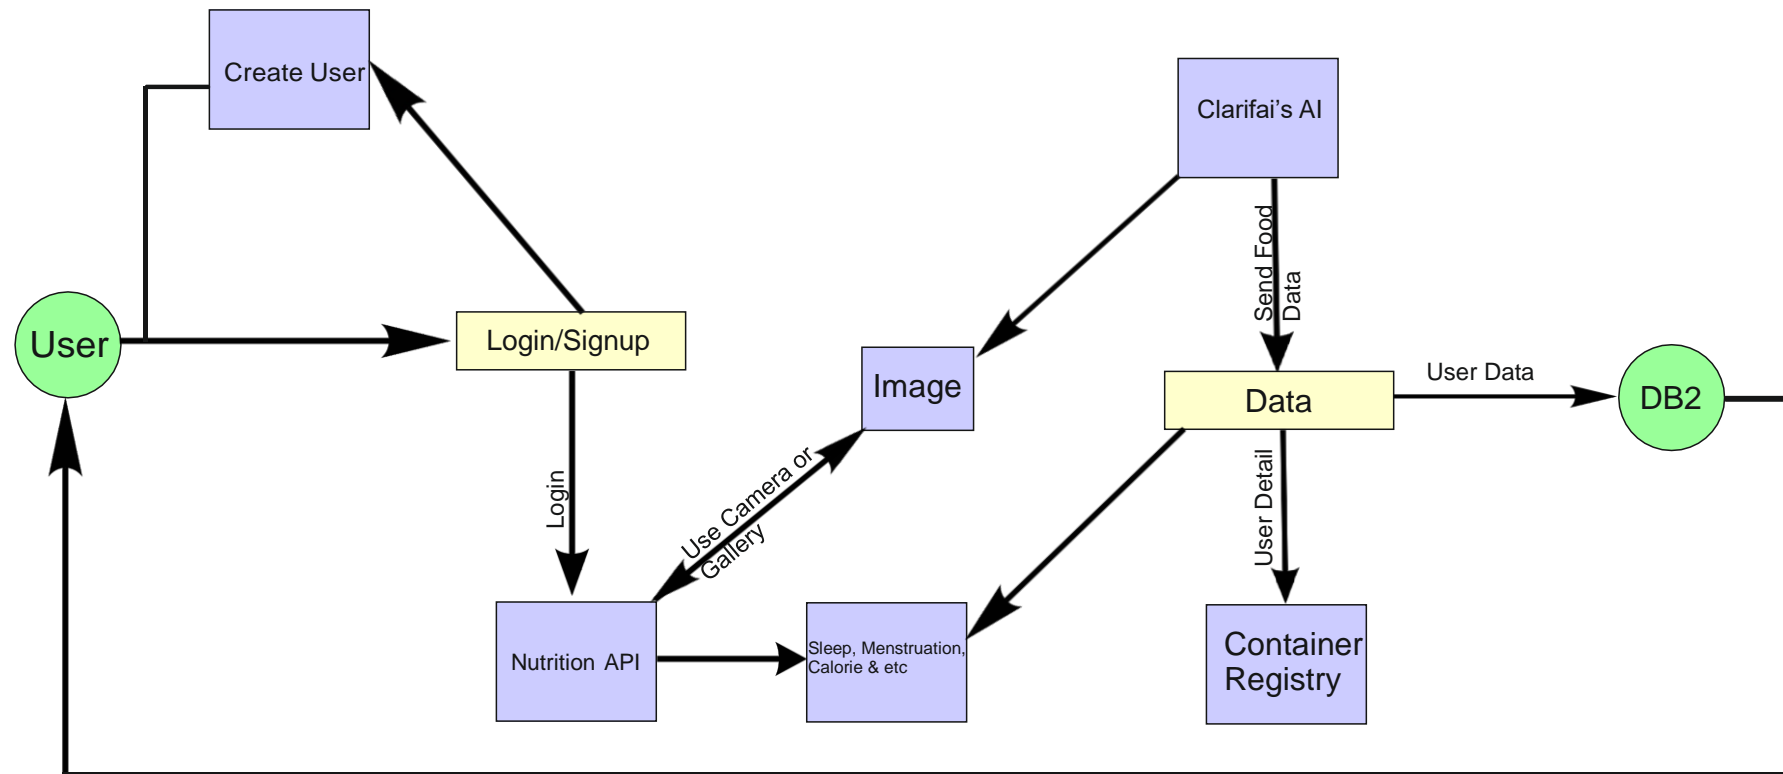 Create User
Clarifai's AI
Send Food
Data
User
Login/Signup
Image
Data
User Data
DB2
Login
Use Camera or
Gallery
User Detail
Nutrition API
Sleep, Menstruation,
Calorie & etc
Container
Registry